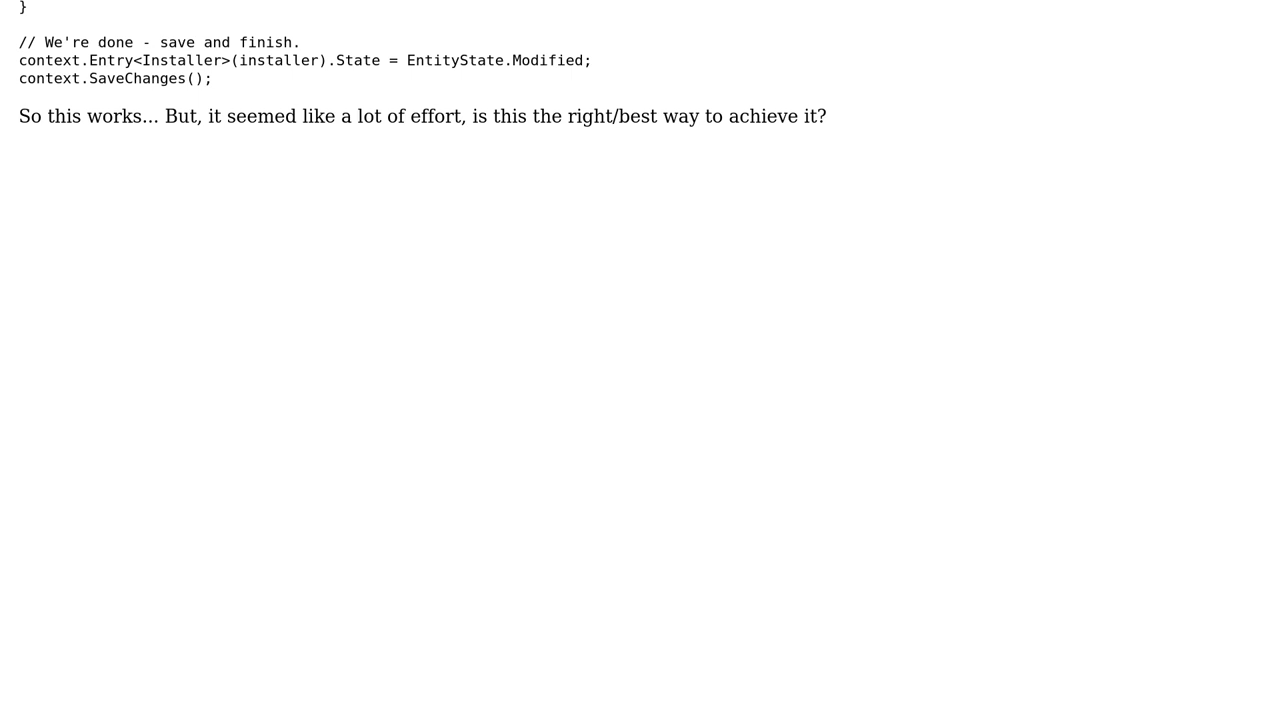 }
// We're done - save and finish.
context.Entry<Installer>(installer).State = EntityState.Modified;
context.SaveChanges();
So this works... But, it seemed like a lot of effort, is this the right/best way to achieve it?